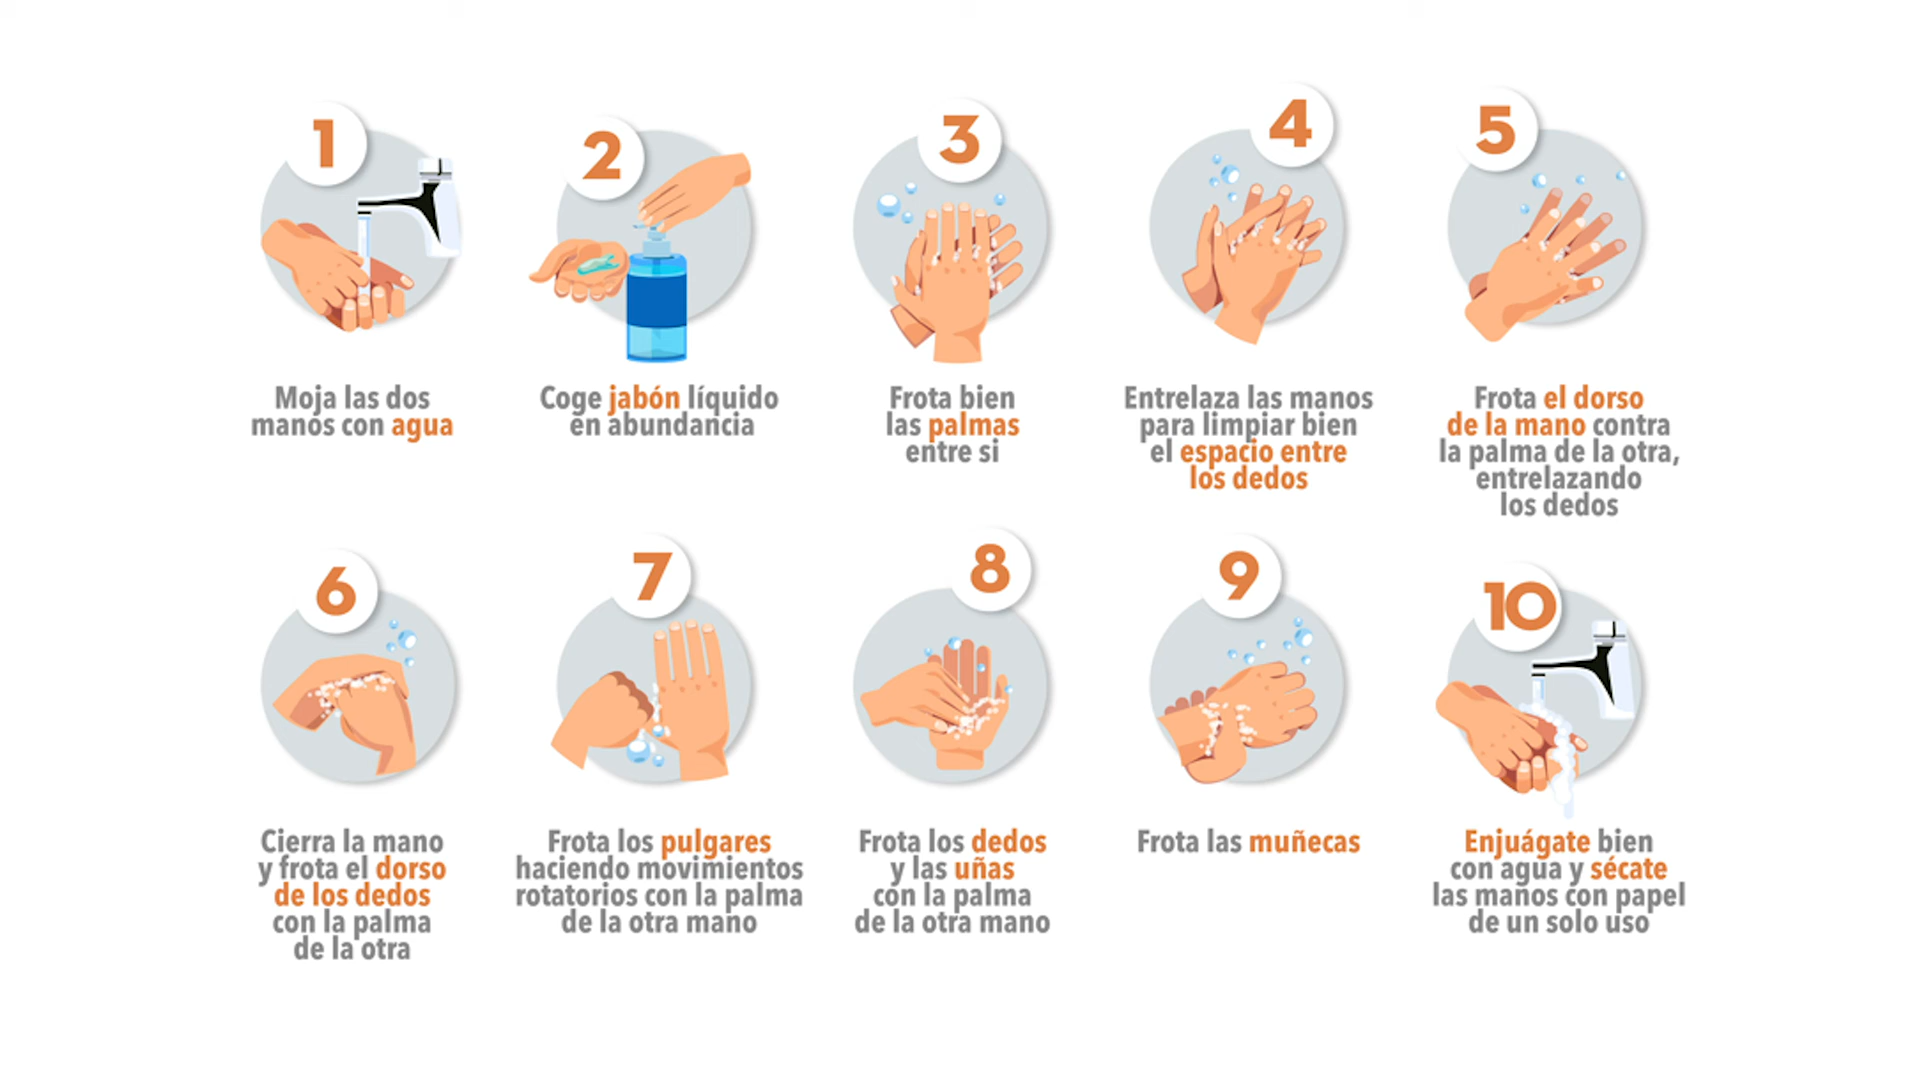 1
Moja las dos
manos con agua
2
Coge jabón líquido
en abundancia
3
Frota bien
las palmas
entre si
4
Entrelaza las manos
para limpiar bien
el espacio entre
los dedos
5
Frota el dorso
de la mano contra
la palma de la otra,
entrelazando
los dedos
6
Cierra la mano
y frota el dorso
de los dedos
con la palma
de la otra
7
Frota los pulgares
haciendo movimientos
rotatorios con la palma
de la otra mano
8
Frota los dedos
y las uñas
con la palma
de la otra mano
9
Frota las muñecas
10
Enjuágate bien
con agua y sécate
las manos con papel
de un solo uso